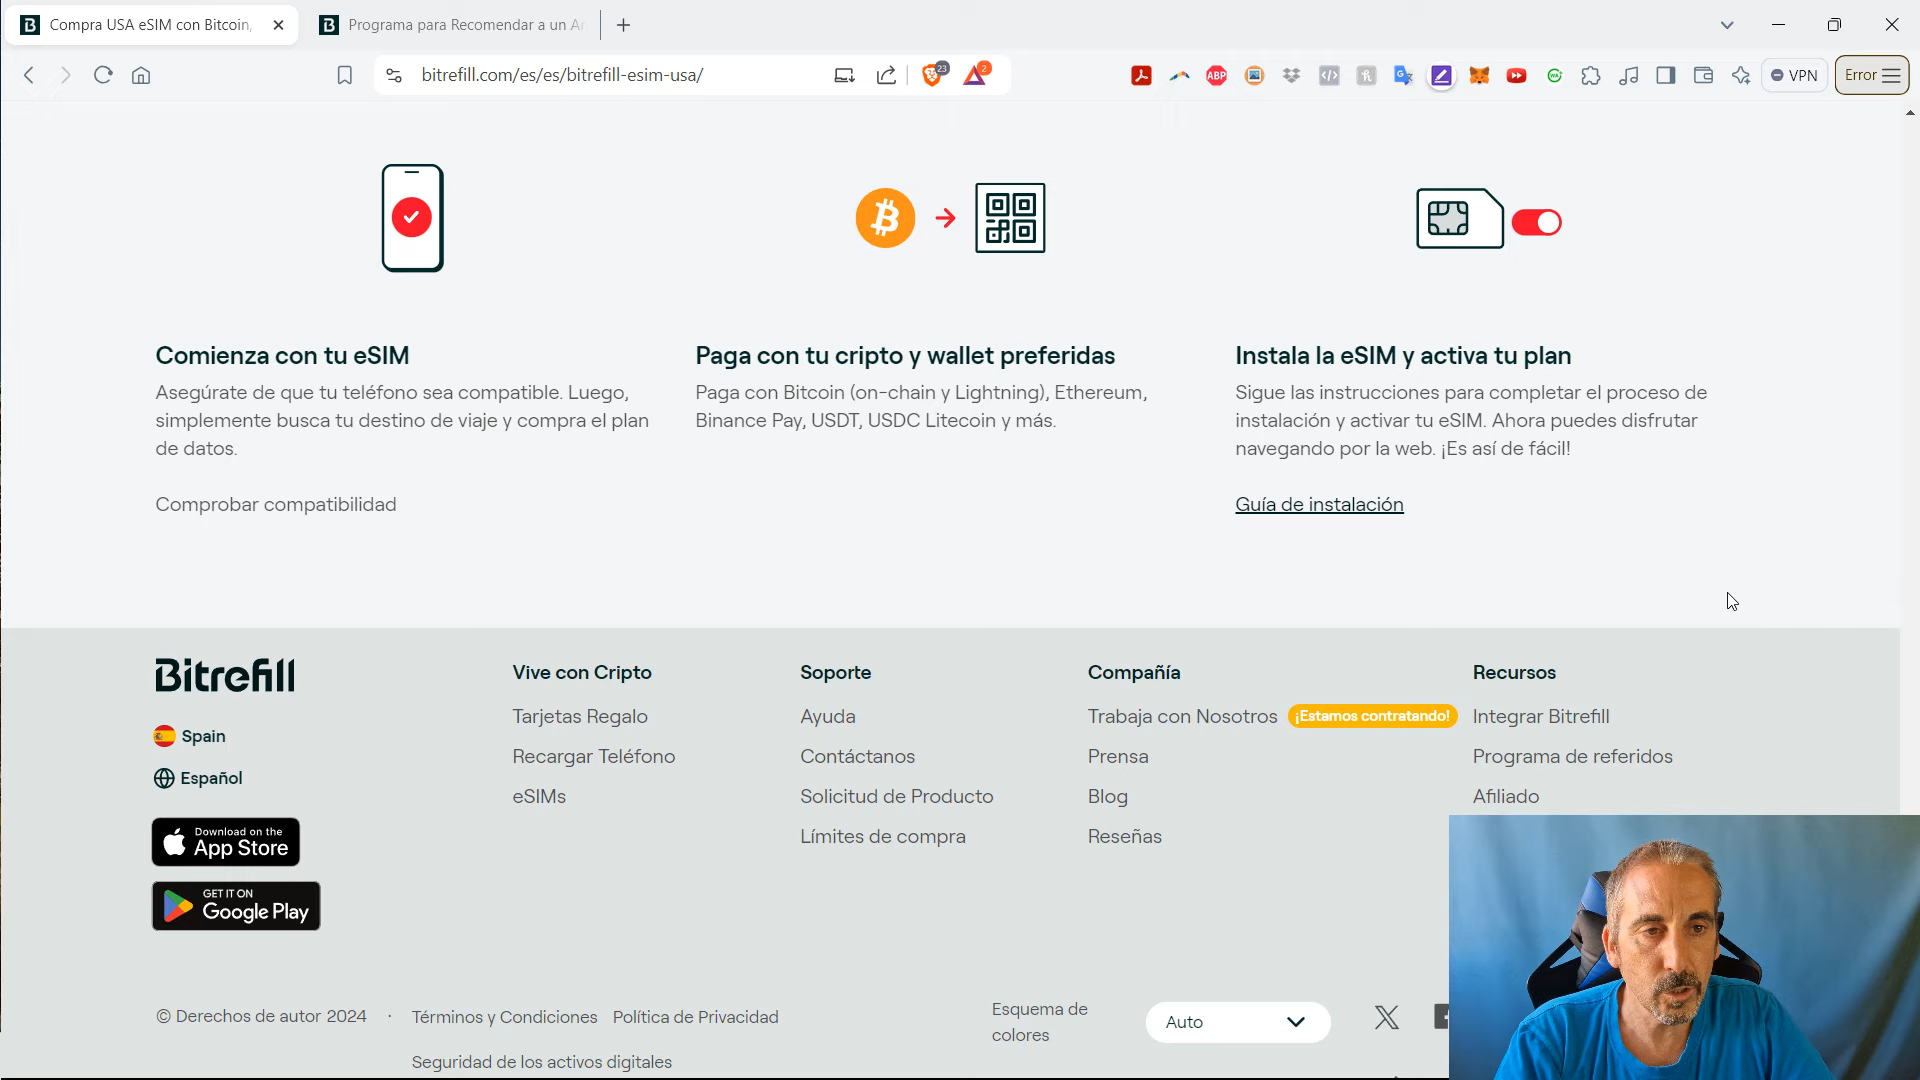 Compra USA eSIM con Bitcoin,
Programa para Recomendar a un Ar
bitrefill.com/es/es/bitrefill-esim-usa/
23
2
ABP
VPN
Error
Comienza con tu eSIM
Asegúrate de que tu teléfono sea compatible. Luego,
simplemente busca tu destino de viaje y compra el plan
de datos.
Comprobar compatibilidad
Paga con tu cripto y wallet preferidas
Paga con Bitcoin (on-chain y Lightning), Ethereum,
Binance Pay, USDT, USDC Litecoin y más.
Instala la eSIM y activa tu plan
Sigue las instrucciones para completar el proceso de
instalación y activar tu eSIM. Ahora puedes disfrutar
navegando por la web. ¡Es así de fácil!
Guía de instalación
Bitrefill
Spain
Español
Download on the
App Store
GET IT ON
Google Play
Vive con Cripto
Tarjetas Regalo
Recargar Teléfono
eSIMs
Soporte
Ayuda
Contáctanos
Solicitud de Producto
Límites de compra
Compañía
Trabaja con Nosotros ¡Estamos contratando!
Prensa
Blog
Reseñas
Recursos
Integrar Bitrefill
Programa de referidos
Afiliado
© Derechos de autor 2024 · Términos y Condiciones Política de Privacidad
Seguridad de los activos digitales
Esquema de
colores
Auto